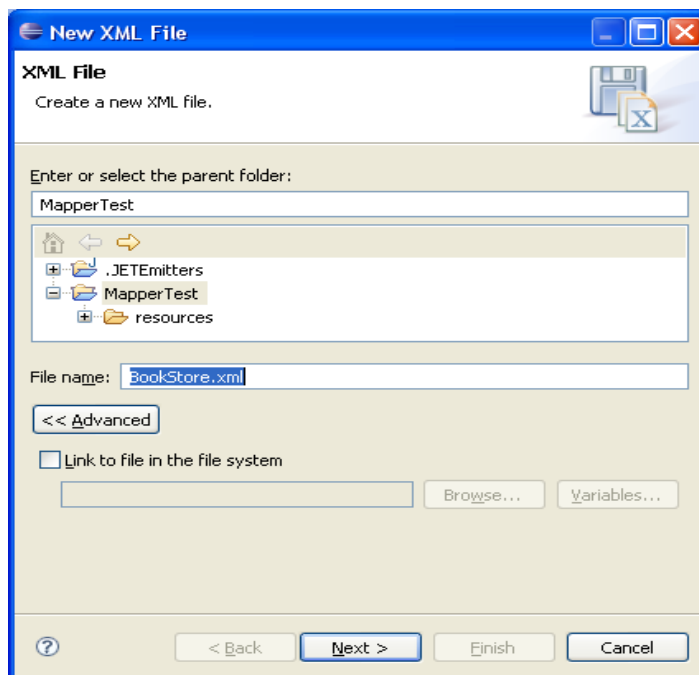 New XML File
XML File
Create a new XML file.
Enter or select the parent folder:
MapperTest
.JETEmitters
MapperTest
resources
File name: BookStore.xml
<< Advanced
Link to file in the file system
Browse... Variables...
< Back Next > Finish Cancel